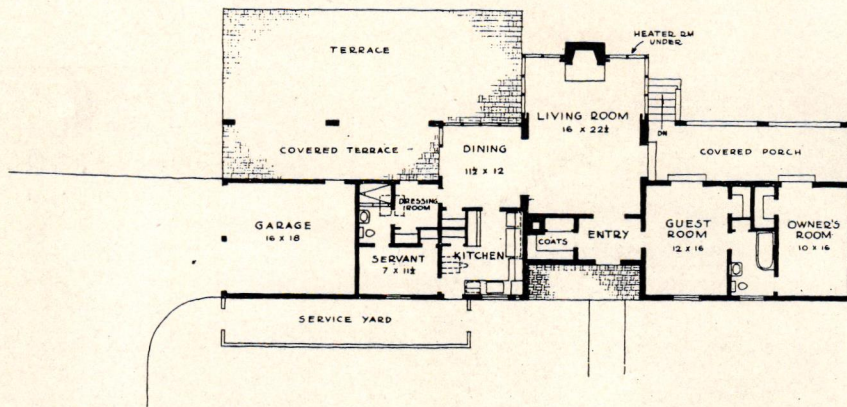 HEATER RM
UNDER
TERRACE
LIVING ROOM
16 x 22½
DN
COVERED TERRACE
DINING
11½ x 12
COVERED PORCH
DRESSING
ROOM
GARAGE
16 x 18
COATS
ENTRY
GUEST
ROOM
12 x 16
OWNER'S
ROOM
10 x 16
SERVANT
7 x 11½
KITCHEN
SERVICE YARD